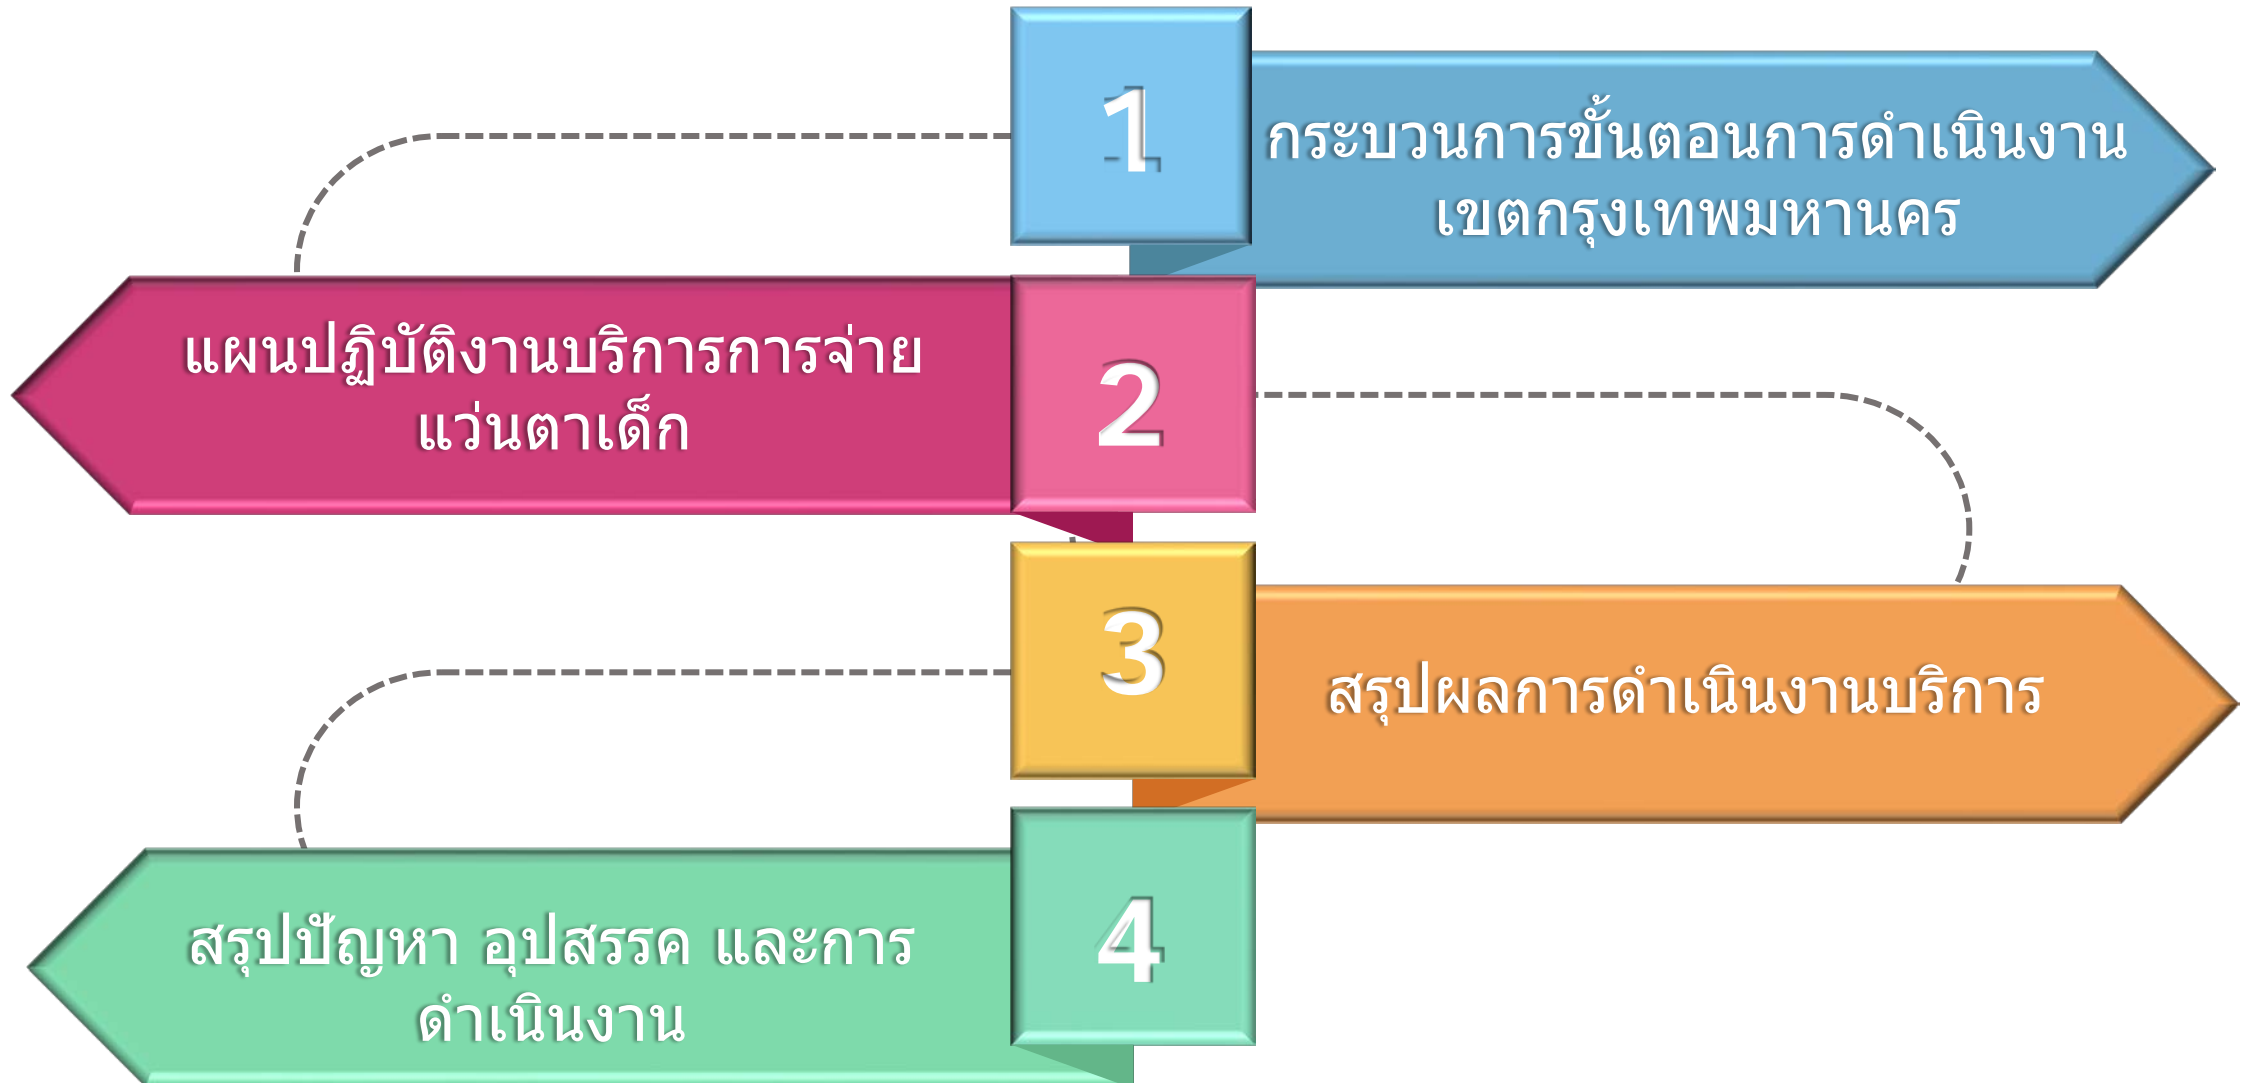 1
กระบวนการขั้นตอนการดำเนินงาน
เขตกรุงเทพมหานคร
2
แผนปฏิบัติงานบริการการจ่าย
แว่นตาเด็ก
3
สรุปผลการดำเนินงานบริการ
4
สรุปปัญหา อุปสรรค และการ
ดำเนินงาน